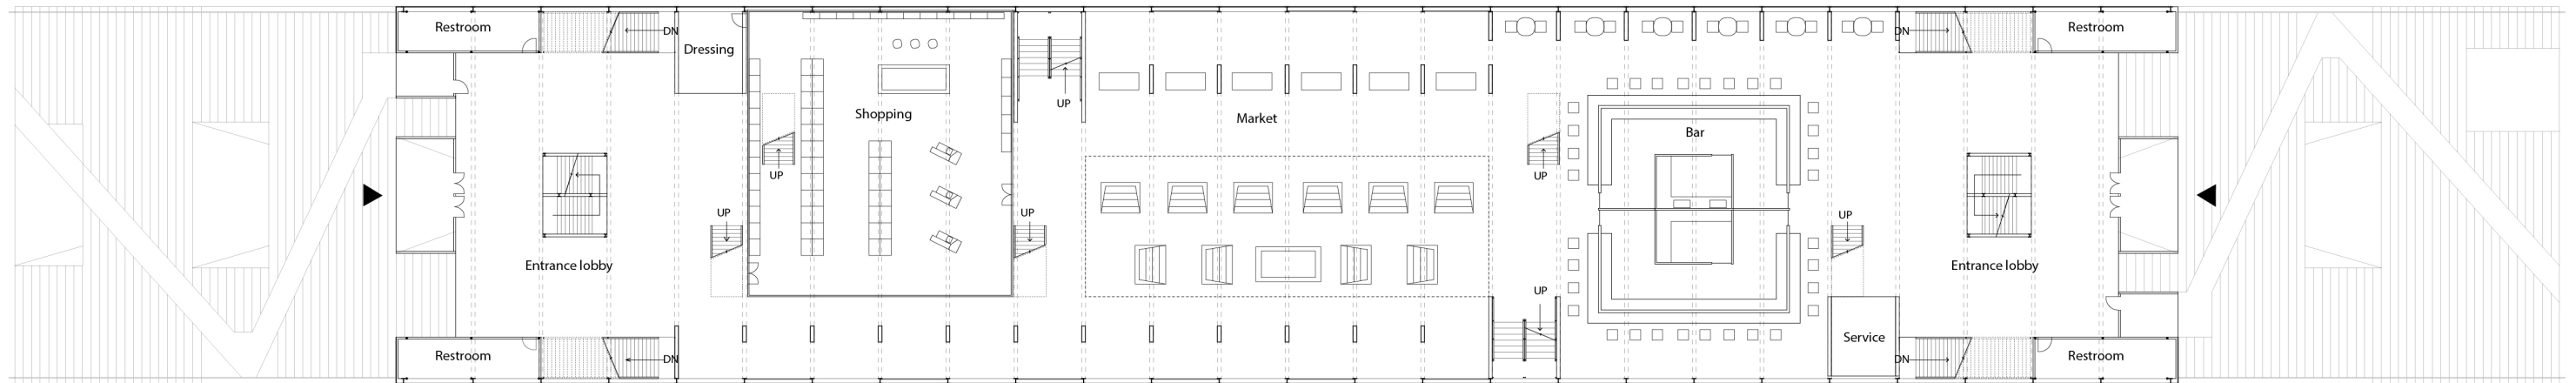 Restroom
DN
Dressing
UP
Shopping
UP
UP
UP
Market
UP
Entrance lobby
Restroom
DN
UP
Bar
UP
UP
Service
DN
Restroom
Entrance lobby
DN
Restroom